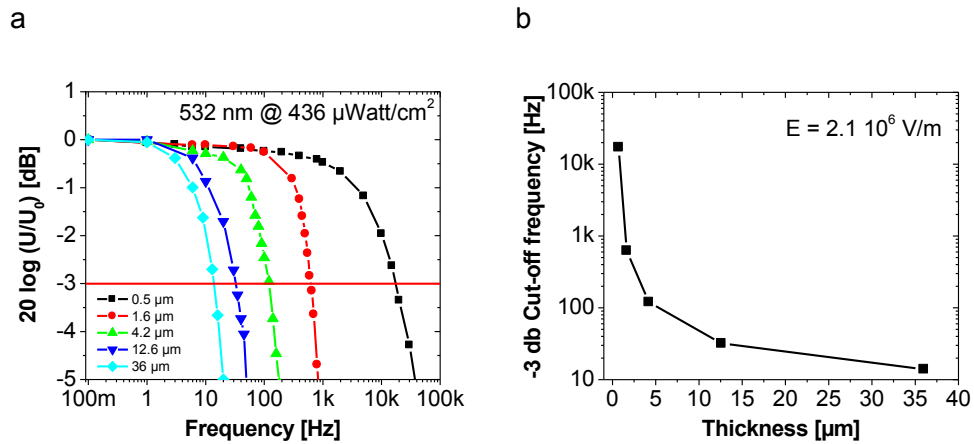 a
532 nm @ 436 µWatt/cm²
0
-1
-2
-3
-4
-5
20 log (U/U₀) [dB]
0.5 µm
1.6 µm
4.2 µm
12.6 µm
36 µm
100m 1 10 100 1k 10k 100k
Frequency [Hz]
b
E = 2.1 10⁶ V/m
100k
10k
1k
100
10
-3 db Cut-off frequency [Hz]
0 5 10 15 20 25 30 35 40
Thickness [µm]